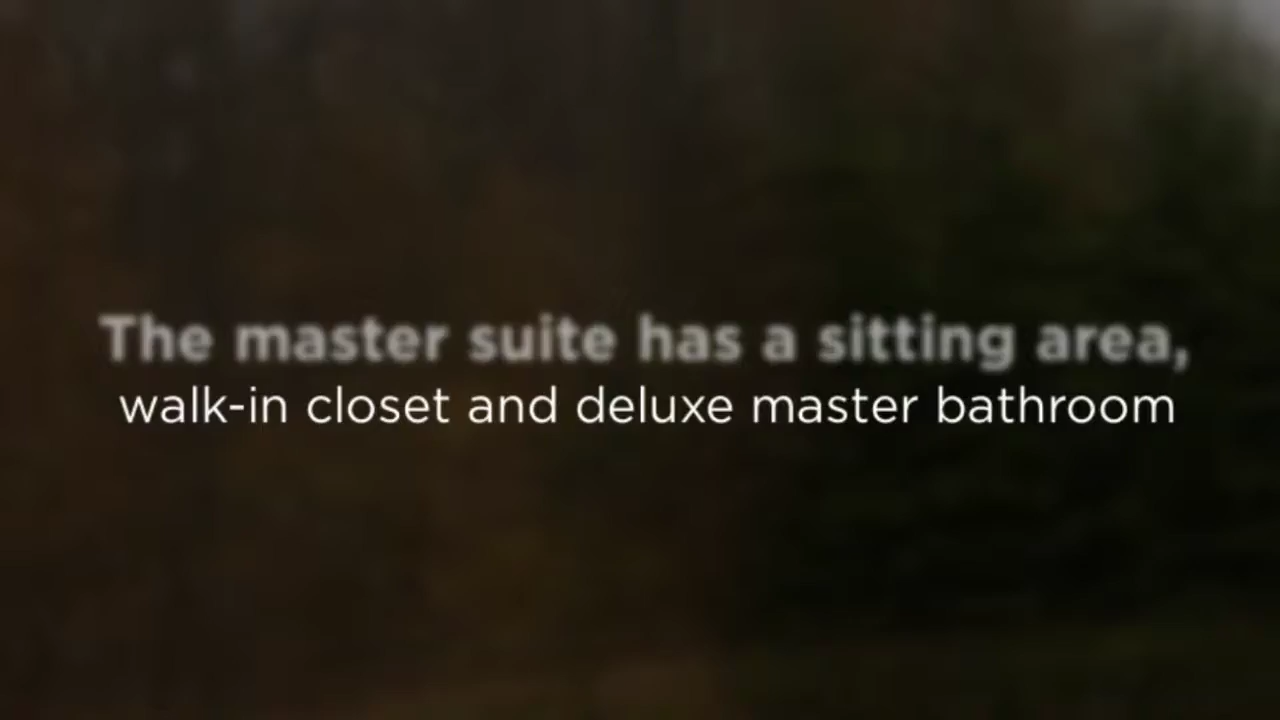 The master suite has a sitting area,
walk-in closet and deluxe master bathroom